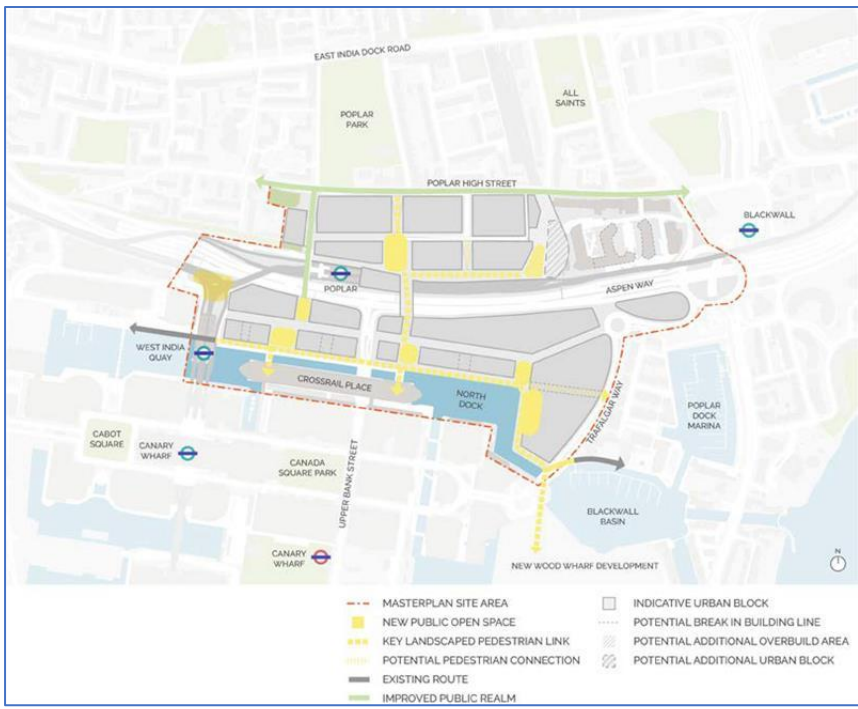 EAST INDIA DOCK ROAD
POPLAR
PARK
ALL
SAINTS
POPLAR HIGH STREET
BLACKWALL
POPLAR
ASPEN WAY
WEST INDIA
QUAY
CROSSRAIL PLACE
NORTH
DOCK
TRAFALGAR WAY
POPLAR
DOCK
MARINA
CABOT
SQUARE
CANARY
WHARF
CANADA
SQUARE PARK
UPPER BANK STREET
BLACKWALL
BASIN
CANARY
WHARF
NEW WOOD WHARF DEVELOPMENT
N
MASTERPLAN SITE AREA
NEW PUBLIC OPEN SPACE
KEY LANDSCAPED PEDESTRIAN LINK
POTENTIAL PEDESTRIAN CONNECTION
EXISTING ROUTE
IMPROVED PUBLIC REALM
INDICATIVE URBAN BLOCK
POTENTIAL BREAK IN BUILDING LINE
POTENTIAL ADDITIONAL OVERBUILD AREA
POTENTIAL ADDITIONAL URBAN BLOCK